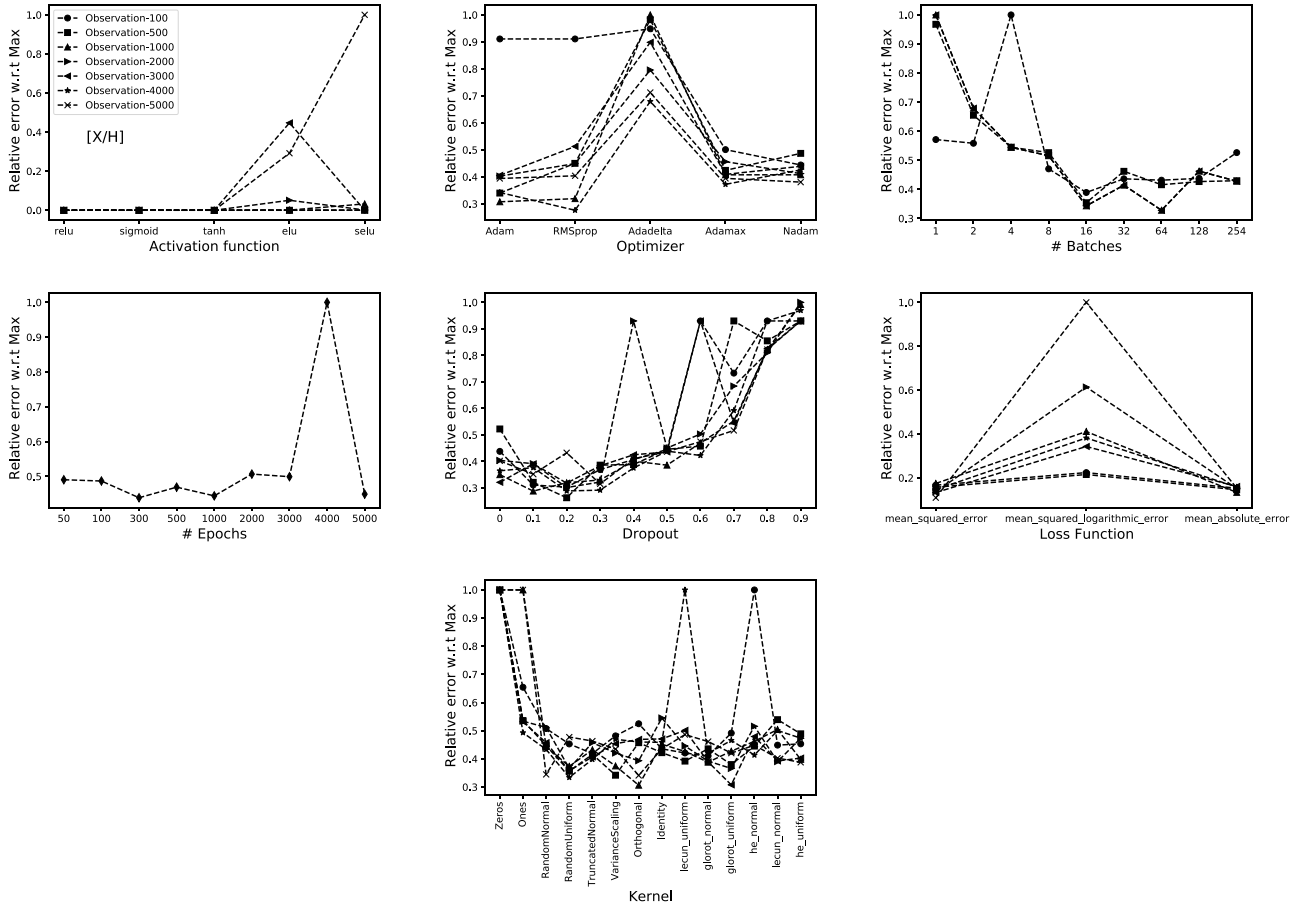 Relative error w.r.t Max
1.0
0.8
0.6
0.4
0.2
0.0
Observation-100
Observation-500
Observation-1000
Observation-2000
Observation-3000
Observation-4000
Observation-5000
[X/H]
relu sigmoid tanh elu selu
Activation function
Relative error w.r.t Max
1.0
0.9
0.8
0.7
0.6
0.5
0.4
0.3
Adam RMSprop Adadelta Adamax Nadam
Optimizer
Relative error w.r.t Max
1.0
0.9
0.8
0.7
0.6
0.5
0.4
0.3
1 2 4 8 16 32 64 128 254
# Batches
Relative error w.r.t Max
1.0
0.9
0.8
0.7
0.6
0.5
50 100 300 500 1000 2000 3000 4000 5000
# Epochs
Relative error w.r.t Max
1.0
0.9
0.8
0.7
0.6
0.5
0.4
0.3
0 0.1 0.2 0.3 0.4 0.5 0.6 0.7 0.8 0.9
Dropout
Relative error w.r.t Max
1.0
0.8
0.6
0.4
0.2
mean_squared_error mean_squared_logarithmic_error mean_absolute_error
Loss Function
Relative error w.r.t Max
1.0
0.9
0.8
0.7
0.6
0.5
0.4
0.3
Zeros
Ones
RandomNormal
RandomUniform
TruncatedNormal
VarianceScaling
Orthogonal
Identity
lecun_uniform
glorot_normal
glorot_uniform
he_normal
lecun_normal
he_uniform
Kernel